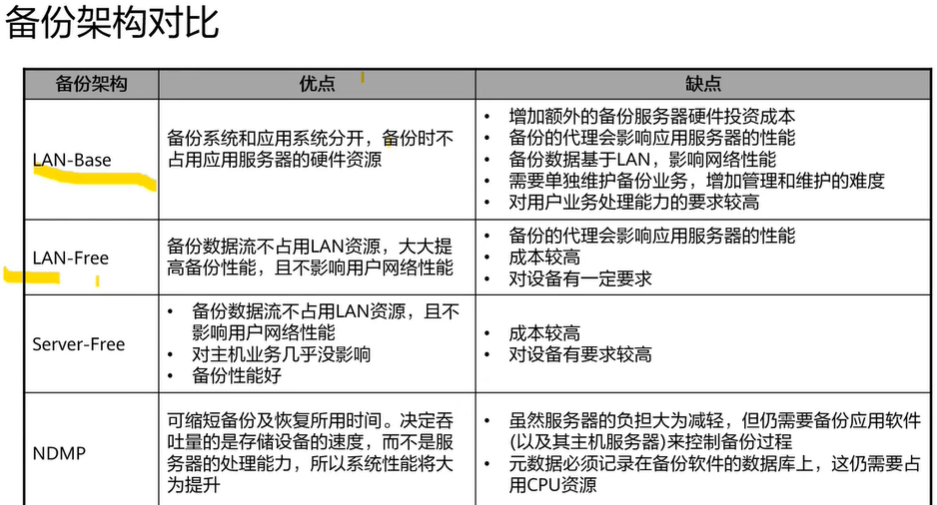 备份架构对比
备份架构
优点
缺点
LAN-Base
备份系统和应用系统分开，备份时不
占用应用服务器的硬件资源
• 增加额外的备份服务器硬件投资成本
• 备份的代理会影响应用服务器的性能
• 备份数据基于LAN，影响网络性能
• 需要单独维护备份业务，增加管理和维护的难度
• 对用户业务处理能力的要求较高
LAN-Free
备份数据流不占用LAN资源，大大提
高备份性能，且不影响用户网络性能
• 备份的代理会影响应用服务器的性能
• 成本较高
• 对设备有一定要求
Server-Free
• 备份数据流不占用LAN资源，且不
影响用户网络性能
• 对主机业务几乎没影响
• 备份性能好
• 成本较高
• 对设备有要求较高
NDMP
可缩短备份及恢复所用时间。决定吞
吐量的是存储设备的速度，而不是服
务器的处理能力，所以系统性能将大
为提升
• 虽然服务器的负担大为减轻，但仍需要备份应用软件
(以及其主机服务器)来控制备份过程
• 元数据必须记录在备份软件的数据库上，这仍需要占
用CPU资源